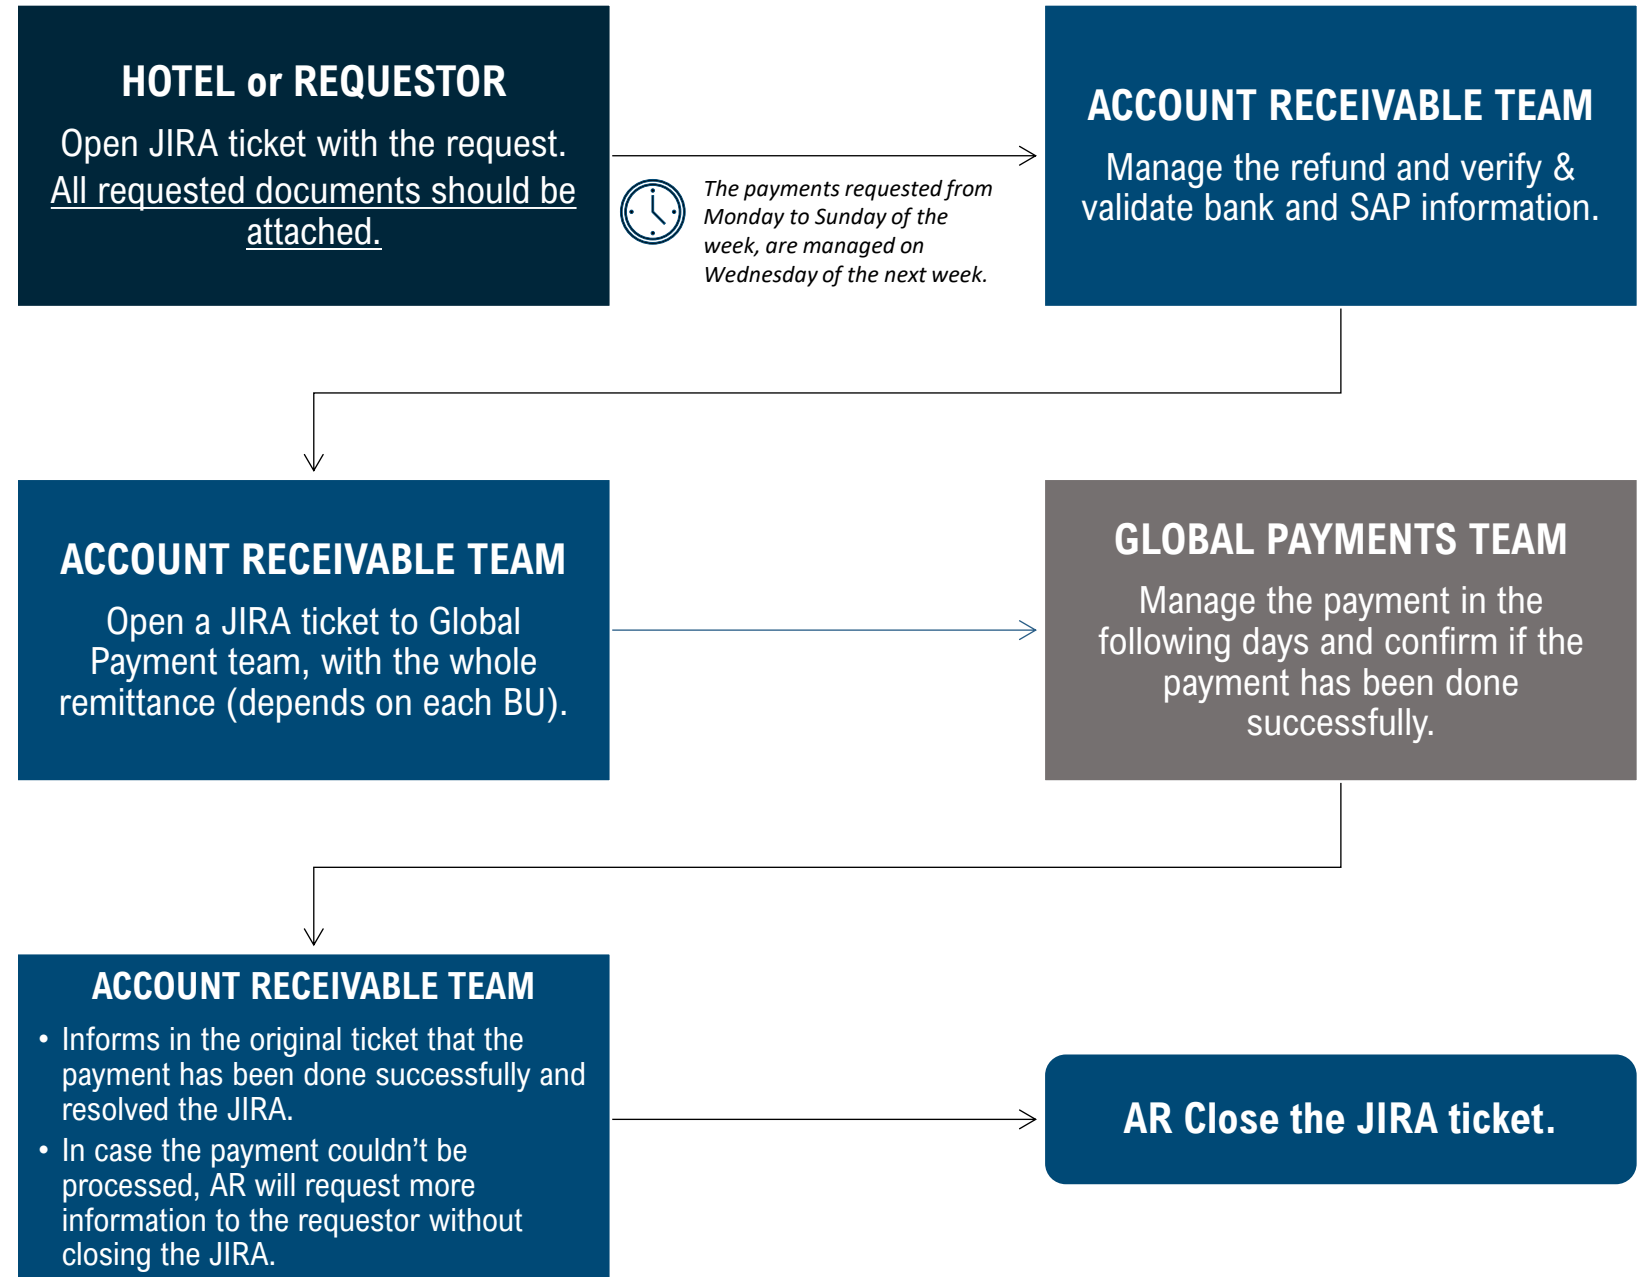 HOTEL or REQUESTOR
Open JIRA ticket with the request.
All requested documents should be
attached.
The payments requested from
Monday to Sunday of the
week, are managed on
Wednesday of the next week.
ACCOUNT RECEIVABLE TEAM
Manage the refund and verify &
validate bank and SAP information.
ACCOUNT RECEIVABLE TEAM
Open a JIRA ticket to Global
Payment team, with the whole
remittance (depends on each BU).
GLOBAL PAYMENTS TEAM
Manage the payment in the
following days and confirm if the
payment has been done
successfully.
ACCOUNT RECEIVABLE TEAM
• Informs in the original ticket that the
payment has been done successfully and
resolved the JIRA.
• In case the payment couldn’t be
processed, AR will request more
information to the requestor without
closing the JIRA.
AR Close the JIRA ticket.